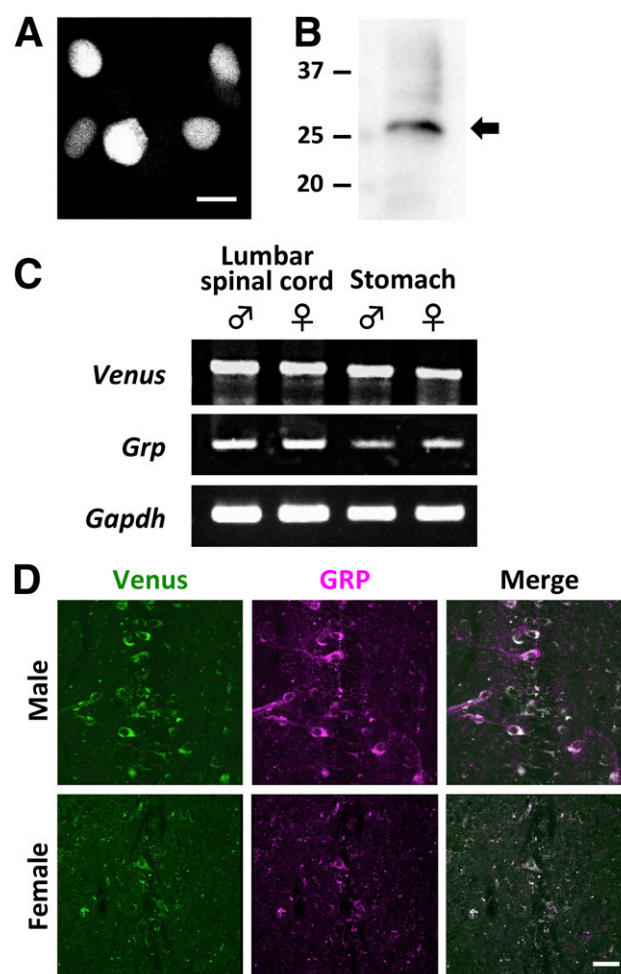 A
B
37
25
20
C
Lumbar
spinal cord
Stomach
♂ ♀ ♂ ♀
Venus
Grp
Gapdh
D
Venus
GRP
Merge
Male
Female